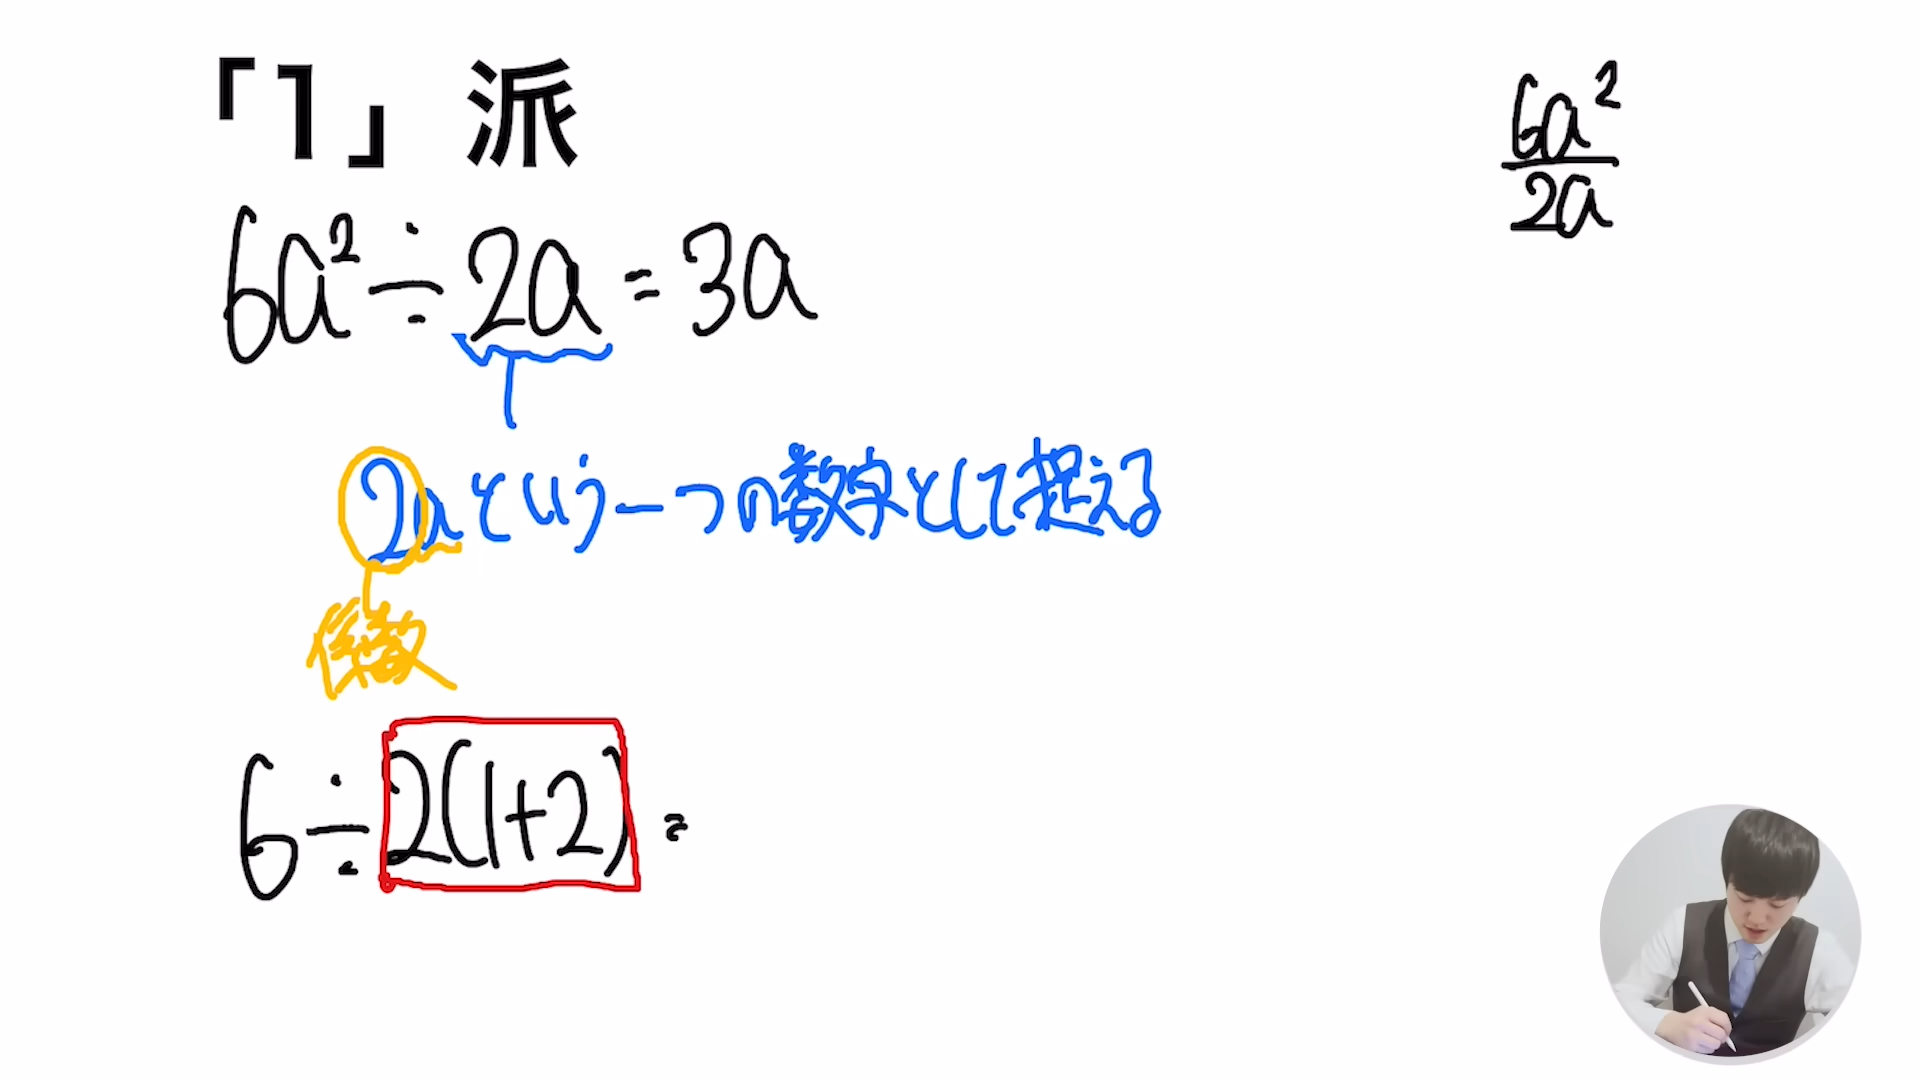 「1」派
6a²
2a
6a² ÷ 2a = 3a
2aという一つの数字として捉える
係数
6÷2(1+2) =